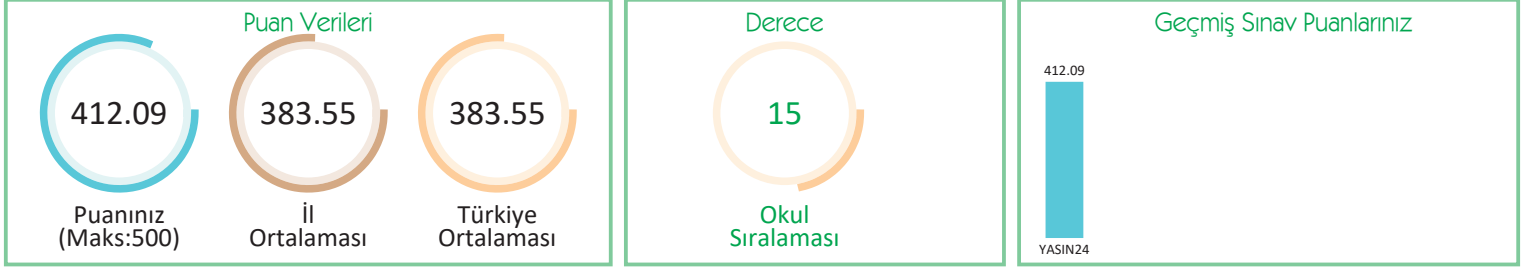 Puan Verileri
412.09
383.55
383.55
Puanınız
(Maks:500)
İl
Ortalaması
Türkiye
Ortalaması
Derece
15
Okul
Sıralaması
Geçmiş Sınav Puanlarınız
412.09
YASIN24